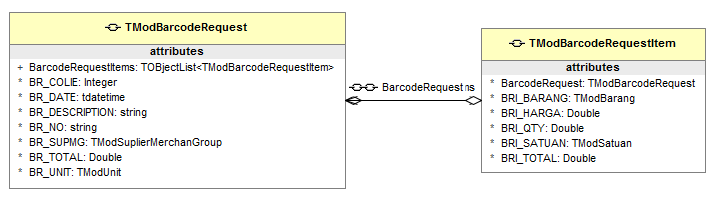 TModBarcodeRequest
attributes
+ BarcodeRequestItems: TOBjectList<TModBarcodeRequestItem>
* BR_COLIE: Integer
* BR_DATE: tdatetime
* BR_DESCRIPTION: string
* BR_NO: string
* BR_SUPMG: TModSuplierMerchanGroup
* BR_TOTAL: Double
* BR_UNIT: TModUnit
BarcodeRequest
TModBarcodeRequestItem
attributes
* BarcodeRequest: TModBarcodeRequest
* BRI_BARANG: TModBarang
* BRI_HARGA: Double
* BRI_QTY: Double
* BRI_SATUAN: TModSatuan
* BRI_TOTAL: Double